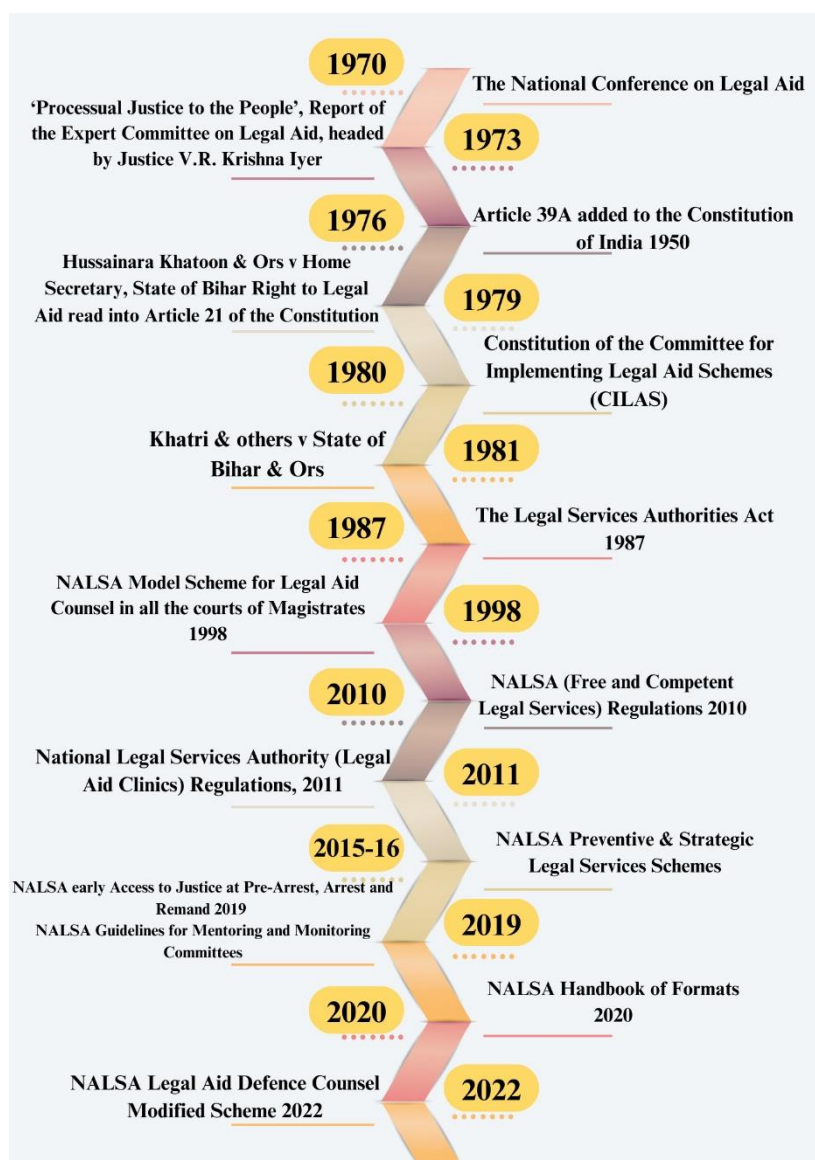 1970
The National Conference on Legal Aid
‘Processual Justice to the People’, Report of
the Expert Committee on Legal Aid, headed
by Justice V.R. Krishna Iyer
1973
1976
Article 39A added to the Constitution
of India 1950
Hussainara Khatoon & Ors v Home
Secretary, State of Bihar Right to Legal
Aid read into Article 21 of the Constitution
1979
1980
Constitution of the Committee for
Implementing Legal Aid Schemes
(CILAS)
Khatri & others v State of
Bihar & Ors
1981
1987
The Legal Services Authorities Act
1987
NALSA Model Scheme for Legal Aid
Counsel in all the courts of Magistrates
1998
1998
2010
NALSA (Free and Competent
Legal Services) Regulations 2010
National Legal Services Authority (Legal
Aid Clinics) Regulations, 2011
2011
2015-16
NALSA Preventive & Strategic
Legal Services Schemes
NALSA early Access to Justice at Pre-Arrest, Arrest and
Remand 2019
NALSA Guidelines for Mentoring and Monitoring
Committees
2019
2020
NALSA Handbook of Formats
2020
NALSA Legal Aid Defence Counsel
Modified Scheme 2022
2022